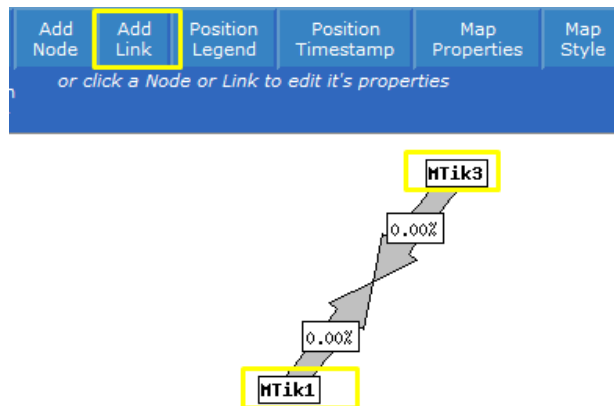 Add Node
Add Link
Position Legend
Position Timestamp
Map Properties
Map Style
or click a Node or Link to edit it's properties
MTik3
0.00%
0.00%
MTik1